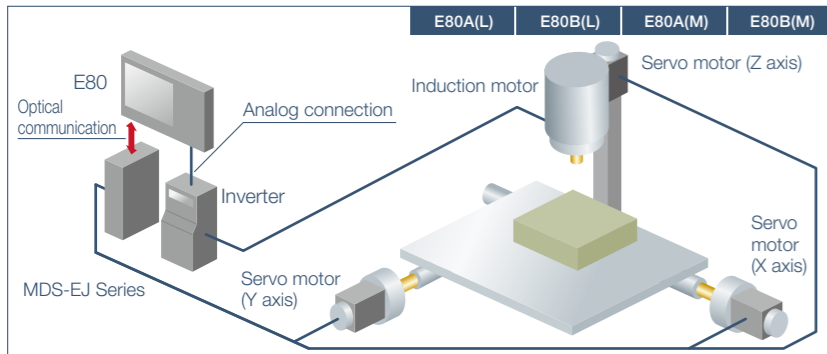 E80A(L) E80B(L) E80A(M) E80B(M)
E80
Optical
communication
Analog connection
Induction motor
Servo motor (Z axis)
Inverter
MDS-EJ Series
Servo motor
(Y axis)
Servo
motor
(X axis)